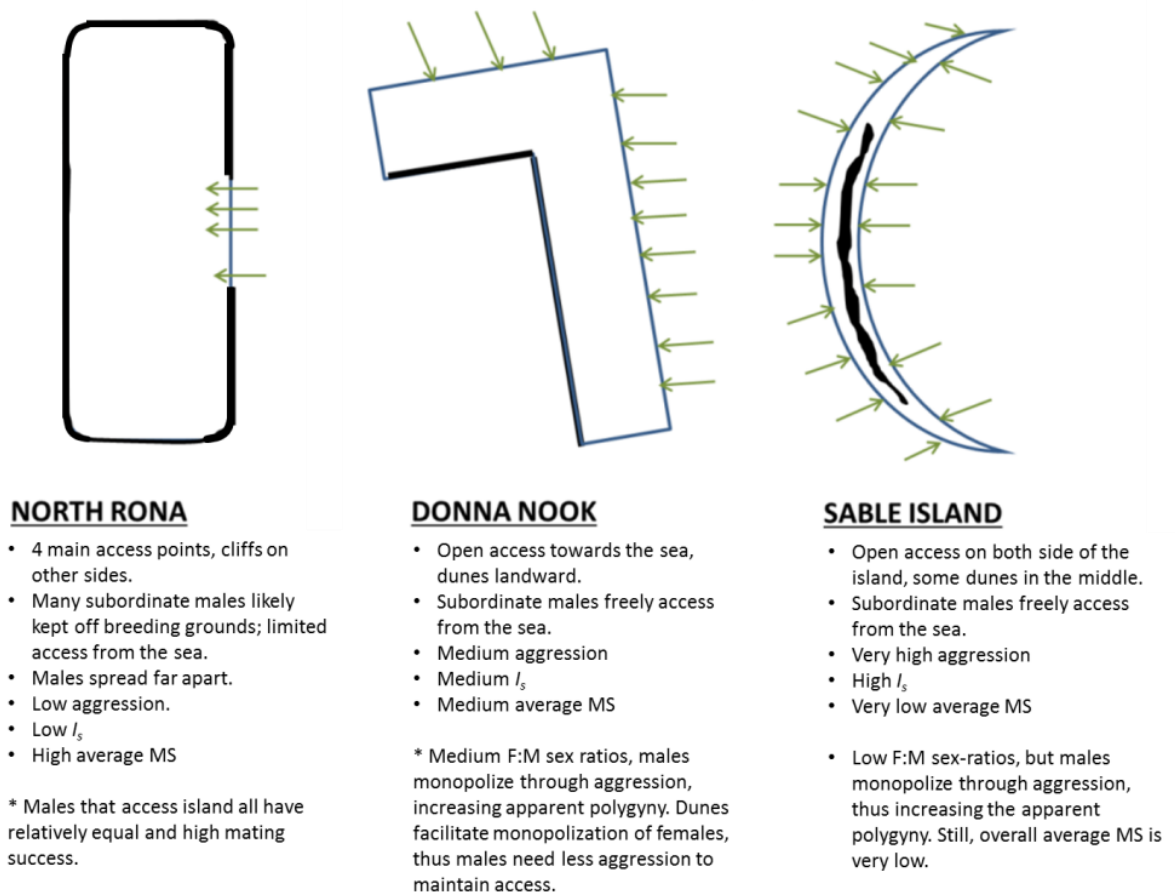 NORTH RONA
• 4 main access points, cliffs on
other sides.
• Many subordinate males likely
kept off breeding grounds; limited
access from the sea.
• Males spread far apart.
• Low aggression.
• Low Is
• High average MS
* Males that access island all have
relatively equal and high mating
success.
DONNA NOOK
• Open access towards the sea,
dunes landward.
• Subordinate males freely access
from the sea.
• Medium aggression
• Medium Is
• Medium average MS
* Medium F:M sex ratios, males
monopolize through aggression,
increasing apparent polygyny. Dunes
facilitate monopolization of females,
thus males need less aggression to
maintain access.
SABLE ISLAND
• Open access on both side of the
island, some dunes in the middle.
• Subordinate males freely access
from the sea.
• Very high aggression
• High Is
• Very low average MS
• Low F:M sex-ratios, but males
monopolize through aggression,
thus increasing the apparent
polygyny. Still, overall average MS is
very low.